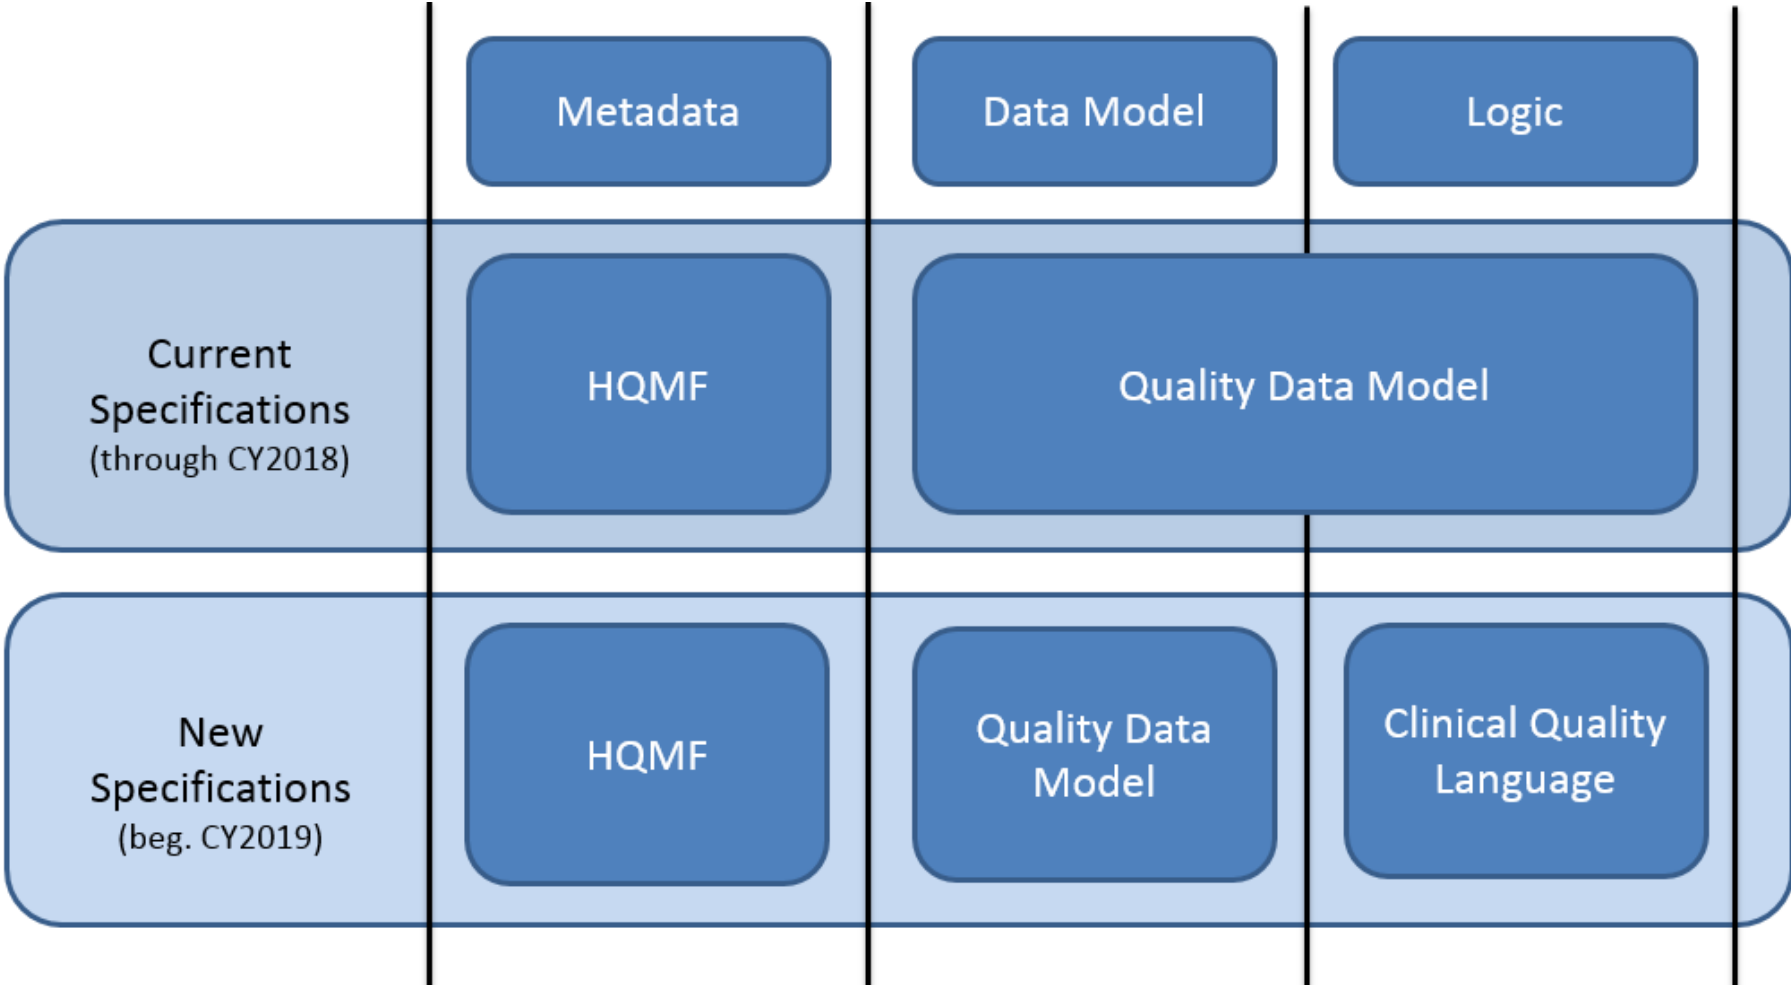 Metadata
Data Model
Logic
Current
Specifications
(through CY2018)
HQMF
Quality Data Model
New
Specifications
(beg. CY2019)
HQMF
Quality Data
Model
Clinical Quality
Language